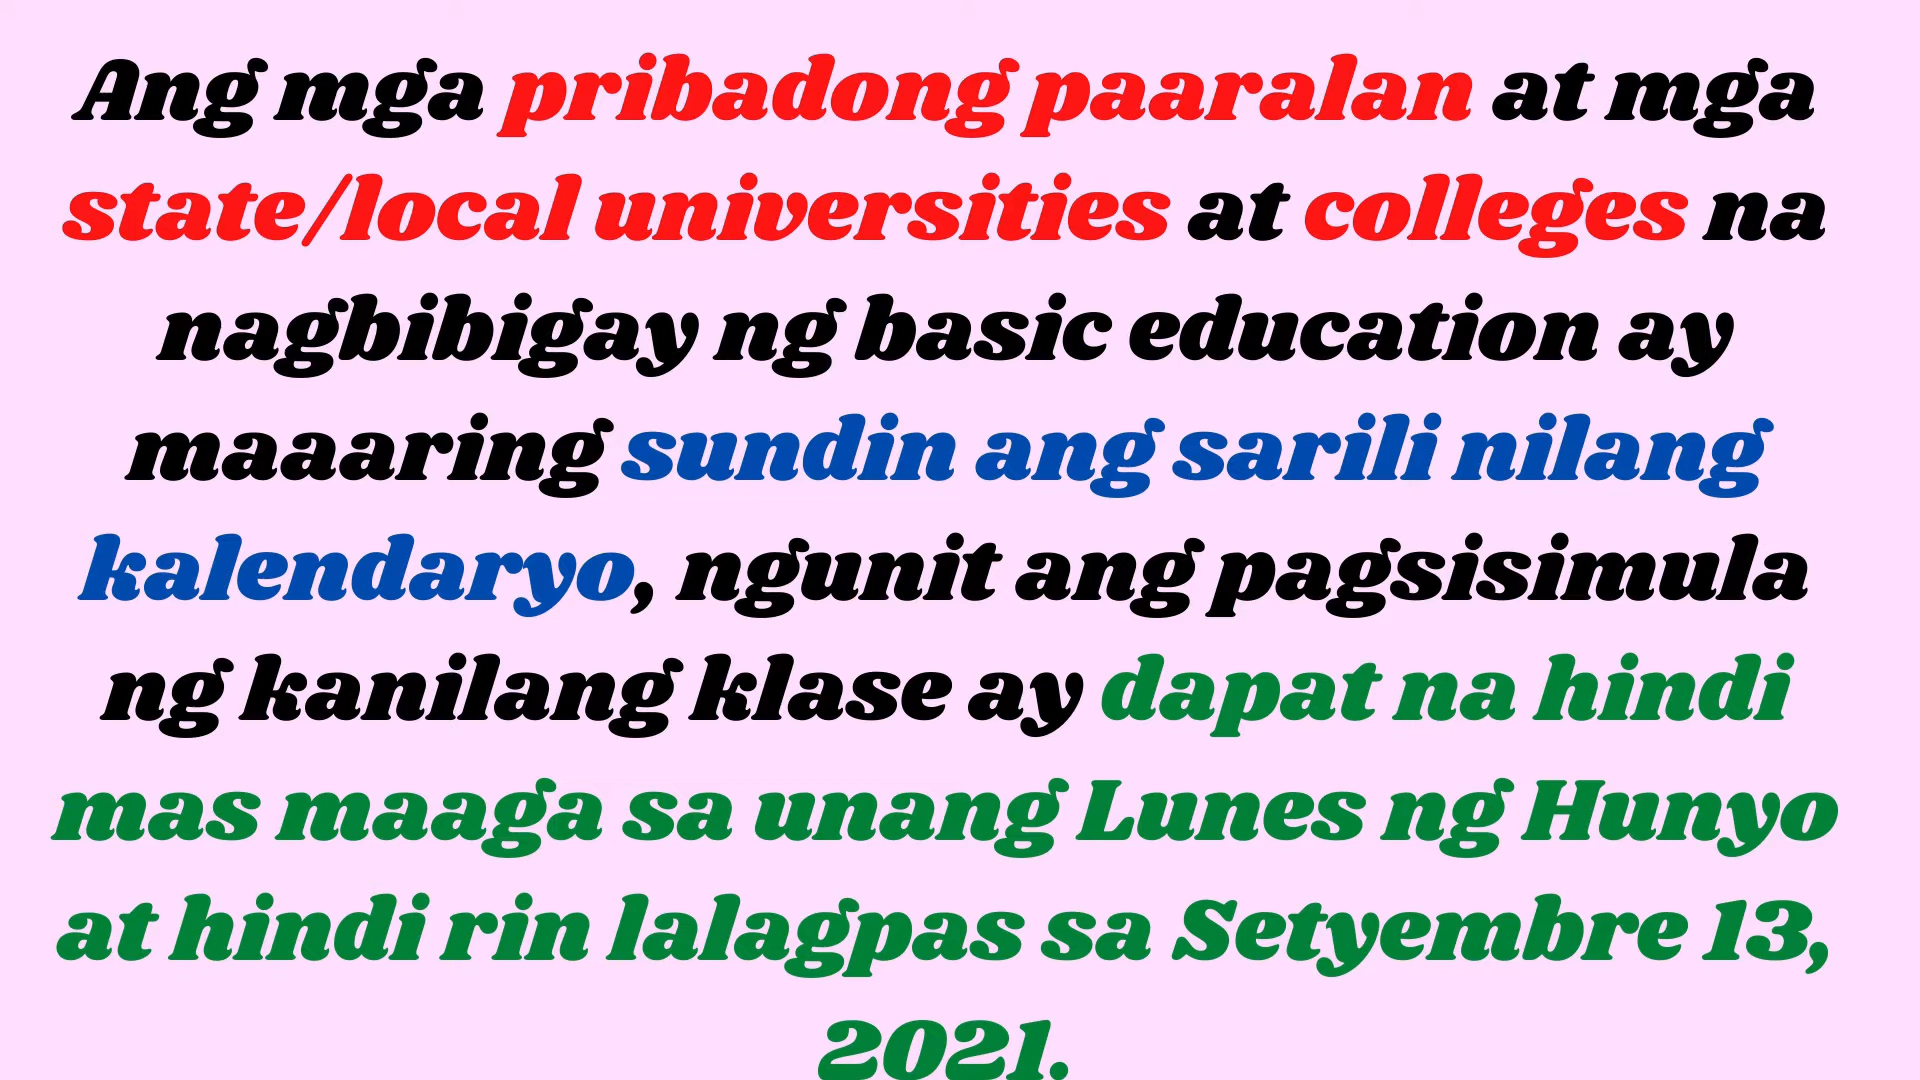 Ang mga pribadong paaralan at mga
state/local universities at colleges na
nagbibigay ng basic education ay
maaaring sundin ang sarili nilang
kalendaryo, ngunit ang pagsisimula
ng kanilang klase ay dapat na hindi
mas maaga sa unang Lunes ng Hunyo
at hindi rin lalagpas sa Setyembre 13,
2021.